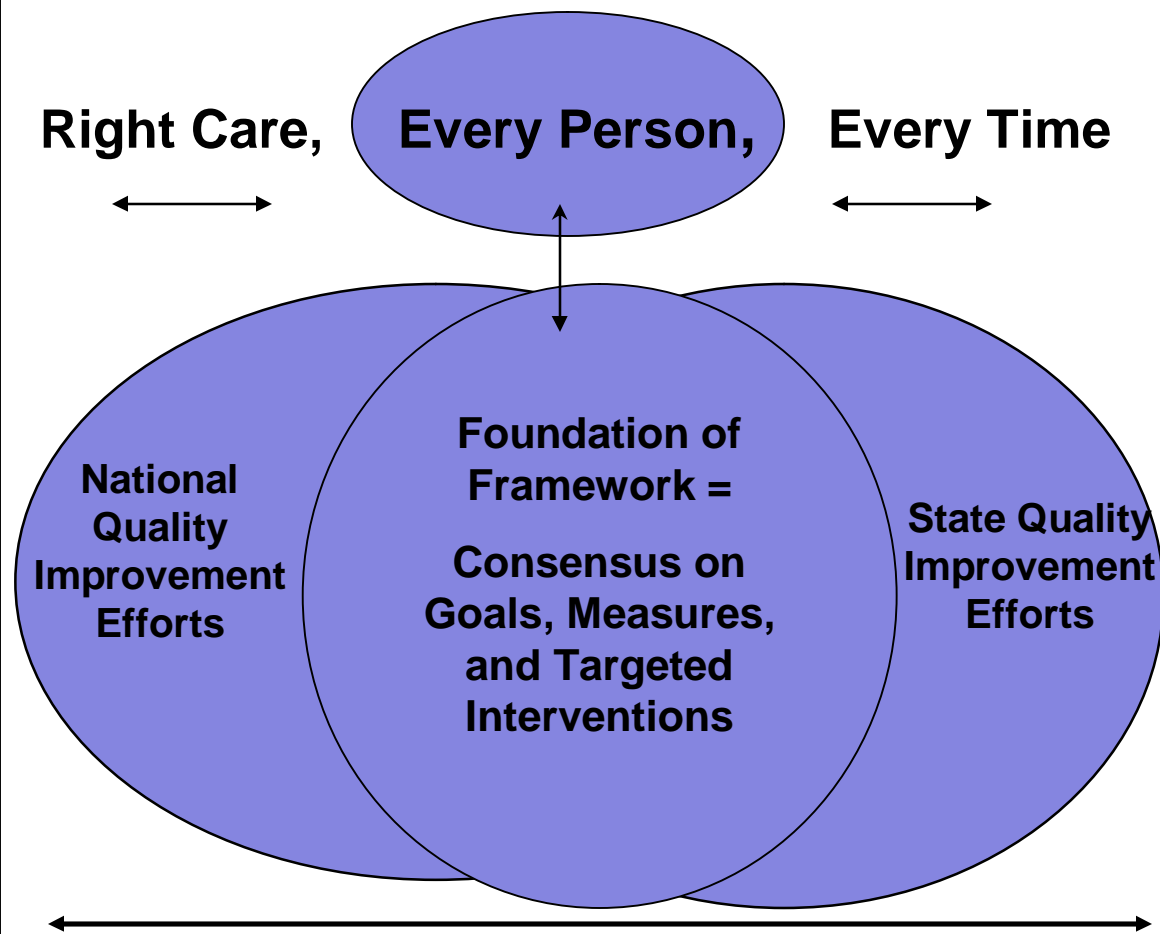 Right Care, Every Person, Every Time
National
Quality
Improvement
Efforts
Foundation of
Framework =
Consensus on
Goals, Measures,
and Targeted
Interventions
State Quality
Improvement
Efforts